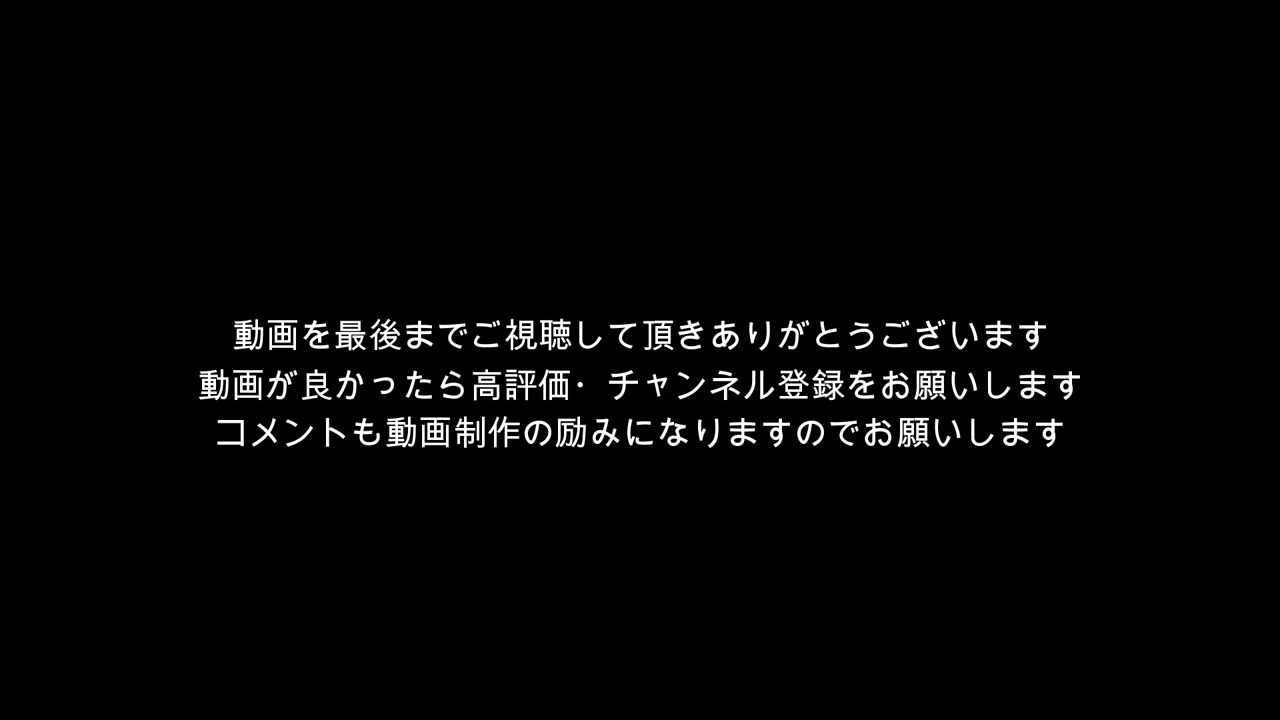 動画を最後までご視聴して頂きありがとうございます
動画が良かったら高評価・チャンネル登録をお願いします
コメントも動画制作の励みになりますのでお願いします